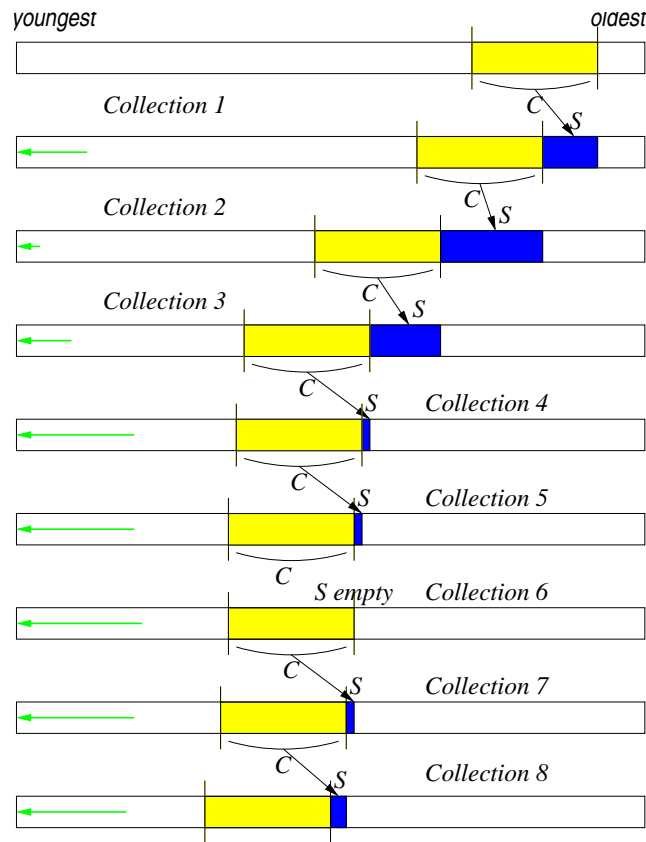 youngest oldest
C
Collection 1 S
C
Collection 2 S
C
Collection 3 S
C
S Collection 4
C
S Collection 5
C
S empty Collection 6
C
S Collection 7
C
S Collection 8